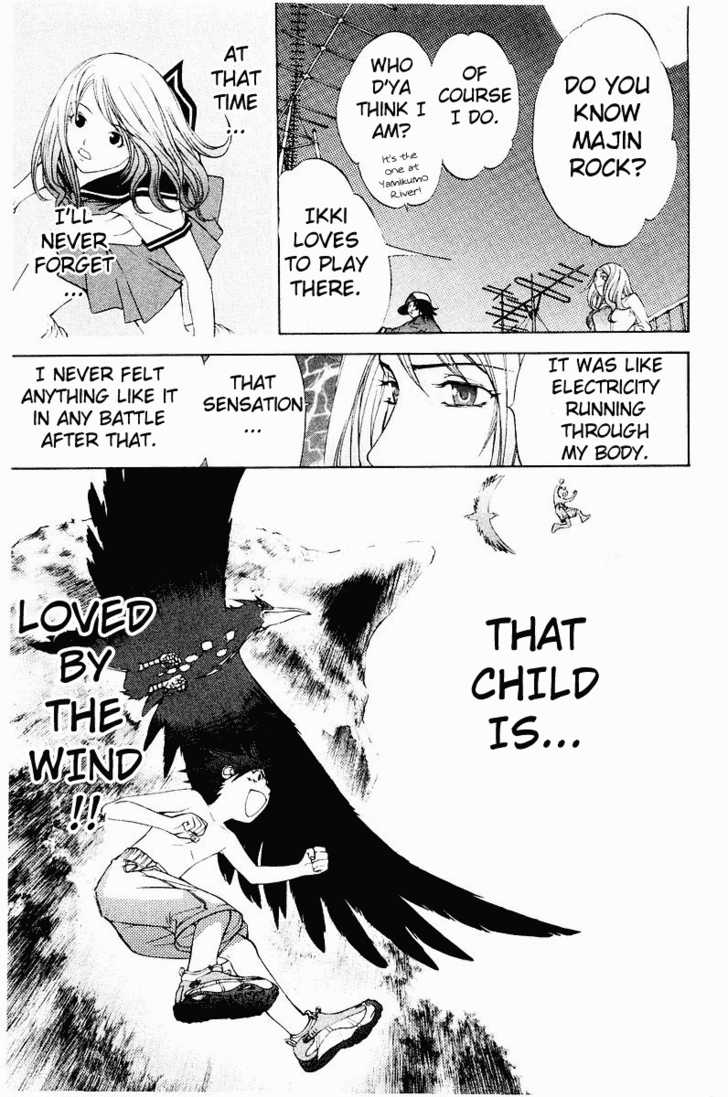 DO YOU
KNOW
MAJIN
ROCK?
OF
COURSE
I DO.
WHO
D'YA
THINK I
AM?
It's the
one at
Yamikumo
River!
IKKI
LOVES
TO PLAY
THERE.
AT
THAT
TIME
...
I'LL
NEVER
FORGET
...
IT WAS LIKE
ELECTRICITY
RUNNING
THROUGH
MY BODY.
THAT
SENSATION
...
I NEVER FELT
ANYTHING LIKE IT
IN ANY BATTLE
AFTER THAT.
THAT
CHILD
IS...
LOVED
BY
THE
WIND
!!